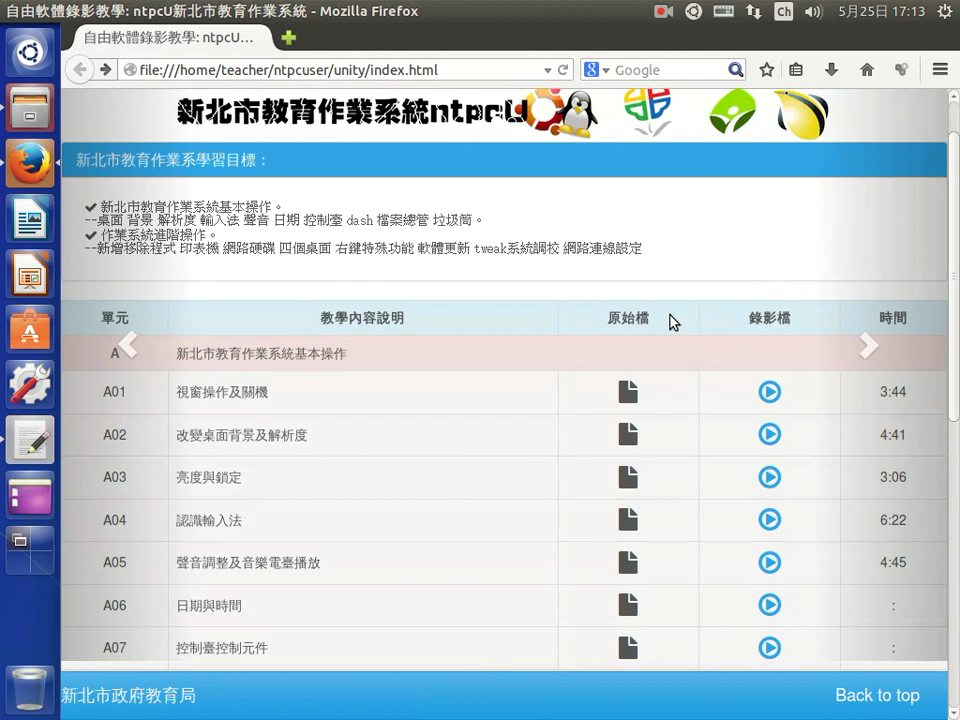 自由軟體錄影教學: ntpcU新北市教育作業系統 - Mozilla Firefox
Ch
5月25日 17:13
自由軟體錄影教學: ntpcU...
file:///home/teacher/ntpcuser/unity/index.html
Google
新北市教育作業系統ntpcU
新北市教育作業系學習目標：
新北市教育作業系統基本操作。
--桌面 背景 解析度 輸入法 聲音 日期 控制臺 dash 檔案總管 垃圾筒。
作業系統進階操作。
--新增移除程式 印表機 網路硬碟 四個桌面 右鍵特殊功能 軟體更新 tweak系統調校 網路連線設定
單元 教學內容說明 原始檔 錄影檔 時間
A 新北市教育作業系統基本操作
A01 視窗操作及關機 3:44
A02 改變桌面背景及解析度 4:41
A03 亮度與鎖定 3:06
A04 認識輸入法 6:22
A05 聲音調整及音樂電臺播放 4:45
A06 日期與時間 :
A07 控制臺控制元件 :
新北市政府教育局 Back to top